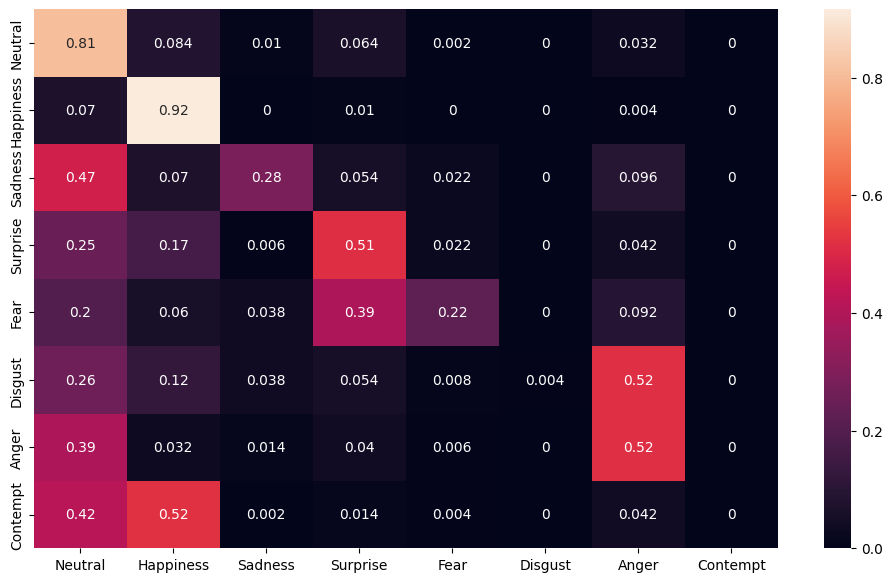 Neutral 0.81 0.084 0.01 0.064 0.002 0 0.032 0
Happiness 0.07 0.92 0 0.01 0 0 0.004 0
Sadness 0.47 0.07 0.28 0.054 0.022 0 0.096 0
Surprise 0.25 0.17 0.006 0.51 0.022 0 0.042 0
Fear 0.2 0.06 0.038 0.39 0.22 0 0.092 0
Disgust 0.26 0.12 0.038 0.054 0.008 0.004 0.52 0
Anger 0.39 0.032 0.014 0.04 0.006 0 0.52 0
Contempt 0.42 0.52 0.002 0.014 0.004 0 0.042 0
Neutral Happiness Sadness Surprise Fear Disgust Anger Contempt
0.8
0.6
0.4
0.2
0.0